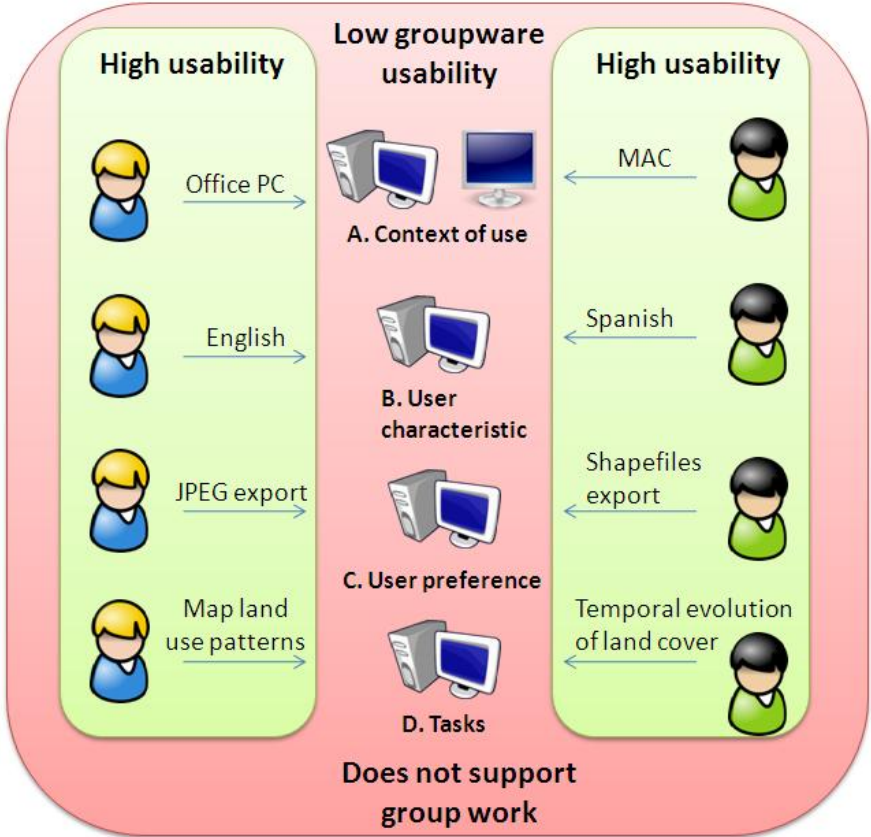 High usability
Low groupware
usability
High usability
Office PC
MAC
A. Context of use
English
Spanish
B. User
characteristic
JPEG export
Shapefiles
export
C. User preference
Map land
use patterns
Temporal evolution
of land cover
D. Tasks
Does not support
group work